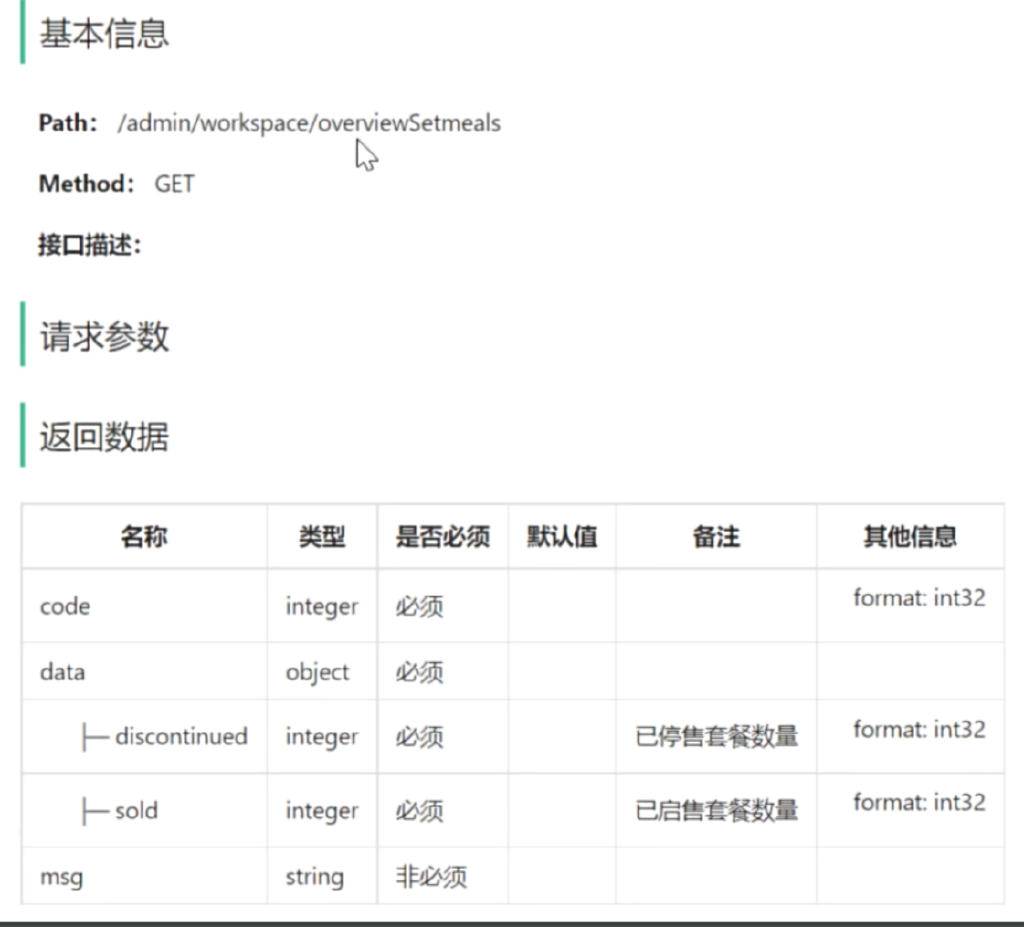 基本信息
Path： /admin/workspace/overviewSetmeals
Method： GET
接口描述：
请求参数
返回数据
名称 类型 是否必须 默认值 备注 其他信息
code integer 必须 format: int32
data object 必须
├─ discontinued integer 必须 已停售套餐数量 format: int32
├─ sold integer 必须 已启售套餐数量 format: int32
msg string 非必须